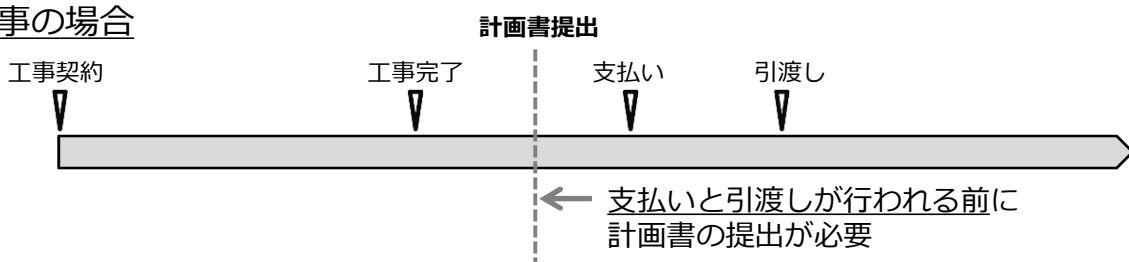 事の場合
計画書提出
工事契約
工事完了
支払い
引渡し
支払いと引渡しが行われる前に
計画書の提出が必要